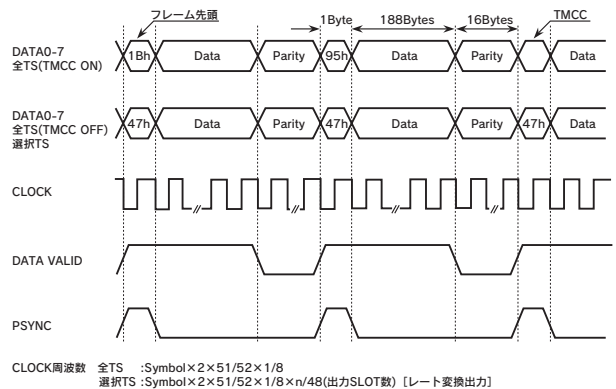 フレーム先頭
1Byte 188Bytes 16Bytes TMCC
DATA0-7
全TS(TMCC ON)
1Bh Data Parity 95h Data Parity Data
DATA0-7
全TS(TMCC OFF)
選択TS
47h Data Parity 47h Data Parity 47h Data
CLOCK
DATA VALID
PSYNC
CLOCK周波数 全TS :Symbol×2×51/52×1/8
選択TS :Symbol×2×51/52×1/8×n/48(出力SLOT数) [レート変換出力]